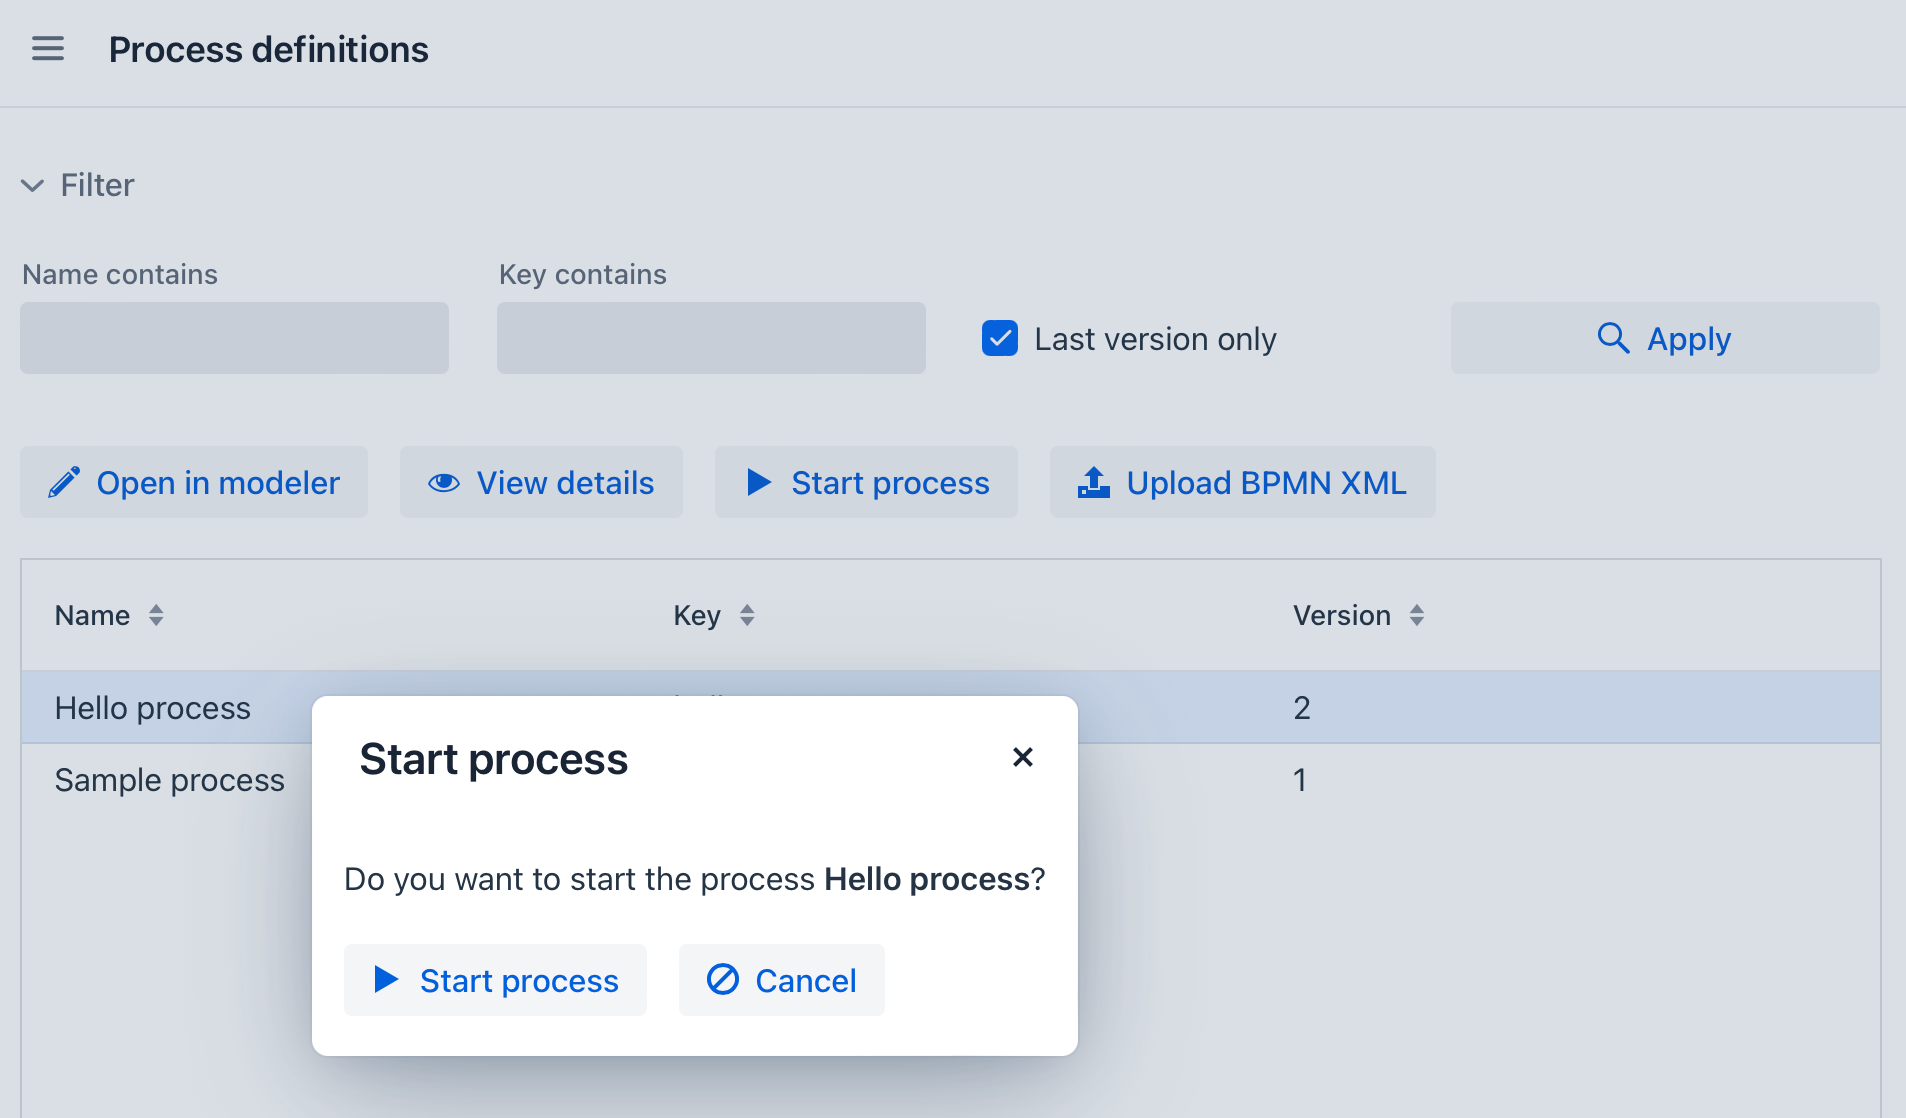 Process definitions
Filter
Name contains Key contains
Last version only Apply
Open in modeler View details Start process Upload BPMN XML
Name Key Version
Hello process 2
Sample process 1
Start process
Do you want to start the process Hello process?
Start process Cancel